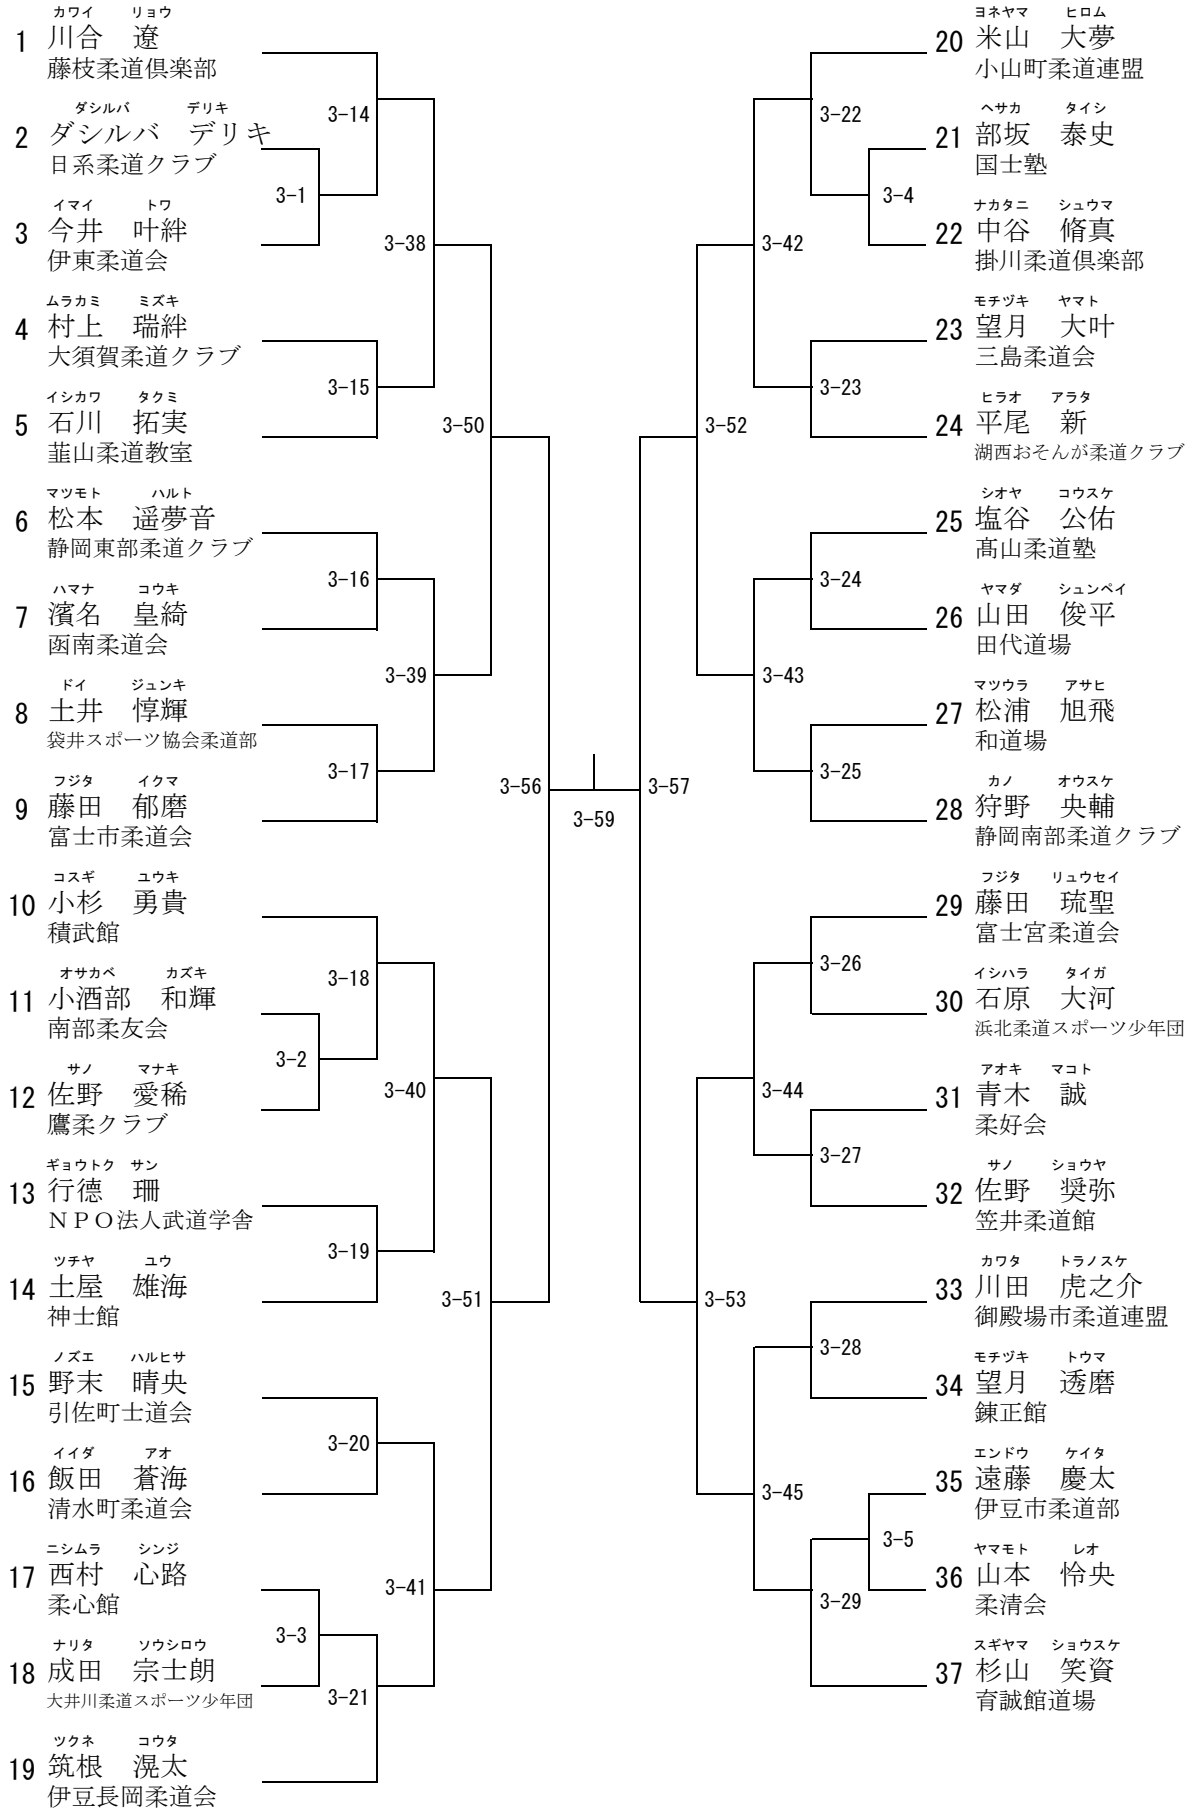 カワイ リョウ
1 川合 遼
藤枝柔道倶楽部
ダシルバ デリキ
2 ダシルバ デリキ
日系柔道クラブ
イマイ トワ
3 今井 叶絆
伊東柔道会
ムラカミ ミズキ
4 村上 瑞絆
大須賀柔道クラブ
イシカワ タクミ
5 石川 拓実
韮山柔道教室
マツモト ハルト
6 松本 遥夢音
静岡東部柔道クラブ
ハマナ コウキ
7 濱名 皇綺
函南柔道会
ドイ ジュンキ
8 土井 惇輝
袋井スポーツ協会柔道部
フジタ イクマ
9 藤田 郁磨
富士市柔道会
コスギ ユウキ
10 小杉 勇貴
積武館
オサカベ カズキ
11 小酒部 和輝
南部柔友会
サノ マナキ
12 佐野 愛稀
鷹柔クラブ
ギョウトク サン
13 行德 珊
ＮＰＯ法人武道学舎
ツチヤ ユウ
14 土屋 雄海
神士館
ノズエ ハルヒサ
15 野末 晴央
引佐町士道会
イイダ アオ
16 飯田 蒼海
清水町柔道会
ニシムラ シンジ
17 西村 心路
柔心館
ナリタ ソウシロウ
18 成田 宗士朗
大井川柔道スポーツ少年団
ツクネ コウタ
19 筑根 滉太
伊豆長岡柔道会
3-1
3-2
3-3
3-14
3-15
3-16
3-17
3-18
3-19
3-20
3-21
3-38
3-39
3-40
3-41
3-50
3-51
3-56
3-59
3-57
3-52
3-53
3-42
3-43
3-44
3-45
3-22
3-23
3-24
3-25
3-26
3-27
3-28
3-29
3-4
3-5
ヨネヤマ ヒロム
20 米山 大夢
小山町柔道連盟
ヘサカ タイシ
21 部坂 泰史
国士塾
ナカタニ シュウマ
22 中谷 脩真
掛川柔道倶楽部
モチヅキ ヤマト
23 望月 大叶
三島柔道会
ヒラオ アラタ
24 平尾 新
湖西おそんが柔道クラブ
シオヤ コウスケ
25 塩谷 公佑
髙山柔道塾
ヤマダ シュンペイ
26 山田 俊平
田代道場
マツウラ アサヒ
27 松浦 旭飛
和道場
カノ オウスケ
28 狩野 央輔
静岡南部柔道クラブ
フジタ リュウセイ
29 藤田 琉聖
富士宮柔道会
イシハラ タイガ
30 石原 大河
浜北柔道スポーツ少年団
アオキ マコト
31 青木 誠
柔好会
サノ ショウヤ
32 佐野 奨弥
笠井柔道館
カワタ トラノスケ
33 川田 虎之介
御殿場市柔道連盟
モチヅキ トウマ
34 望月 透磨
錬正館
エンドウ ケイタ
35 遠藤 慶太
伊豆市柔道部
ヤマモト レオ
36 山本 怜央
柔清会
スギヤマ ショウスケ
37 杉山 笑資
育誠館道場